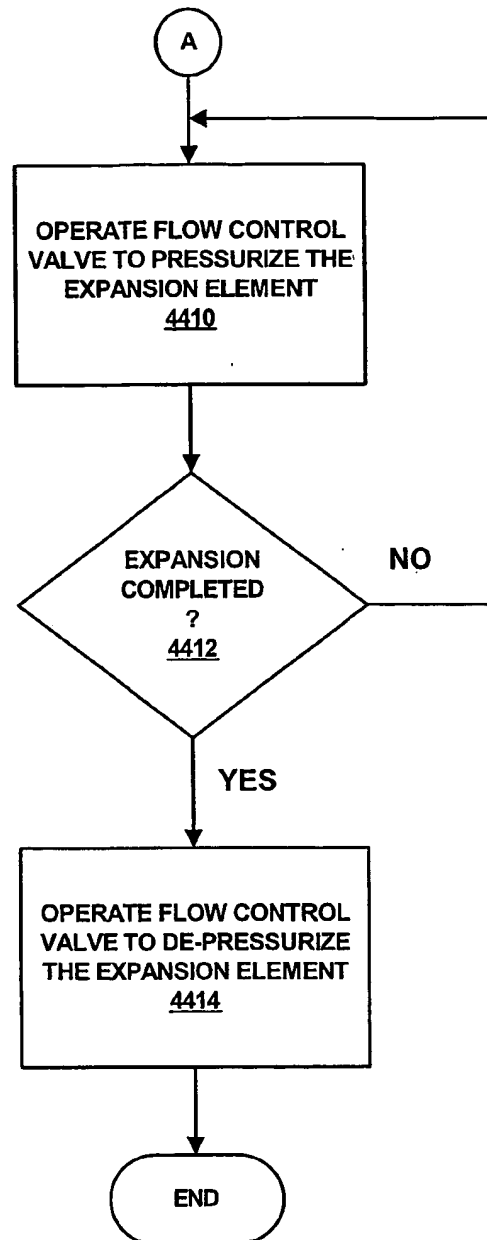 A
OPERATE FLOW CONTROL
VALVE TO PRESSURIZE THE
EXPANSION ELEMENT
4410
EXPANSION
COMPLETED
?
4412
NO
YES
OPERATE FLOW CONTROL
VALVE TO DE-PRESSURIZE
THE EXPANSION ELEMENT
4414
END